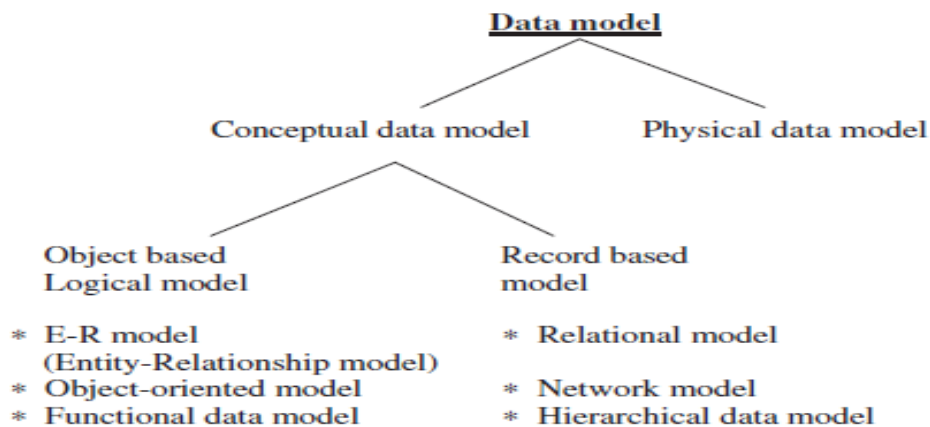 Data model
Conceptual data model
Physical data model
Object based
Logical model
* E-R model
(Entity-Relationship model)
* Object-oriented model
* Functional data model
Record based
model
* Relational model
* Network model
* Hierarchical data model